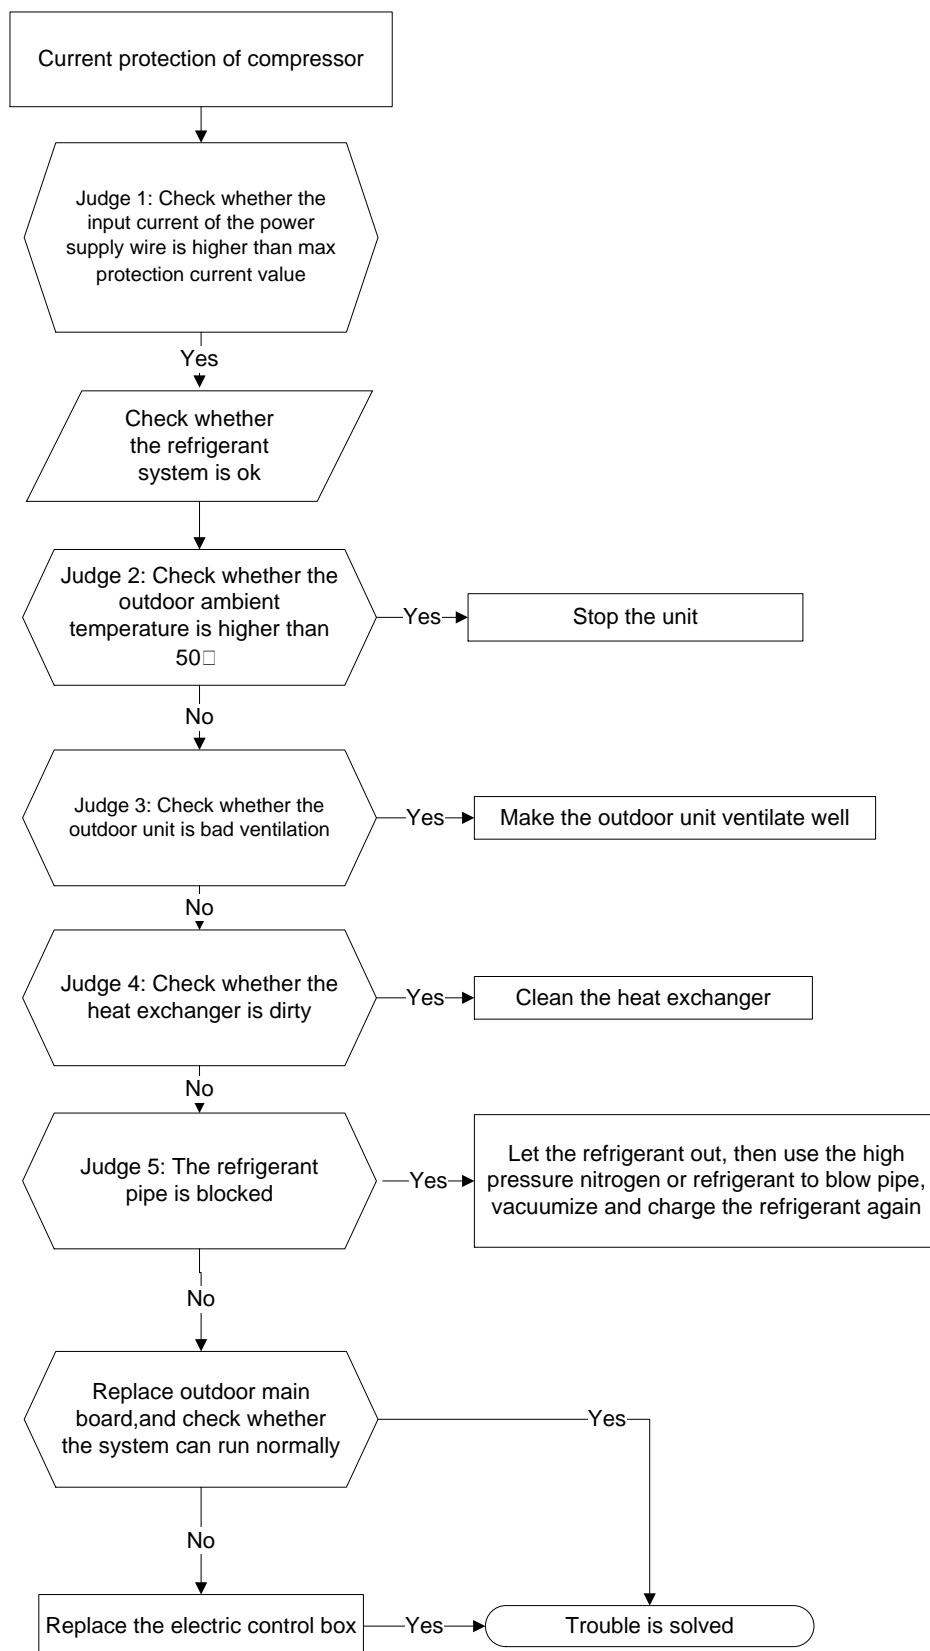 Current protection of compressor
Judge 1: Check whether the
input current of the power
supply wire is higher than max
protection current value
Yes
Check whether
the refrigerant
system is ok
Judge 2: Check whether the
outdoor ambient
temperature is higher than
50□
Yes
Stop the unit
No
Judge 3: Check whether the
outdoor unit is bad ventilation
Yes
Make the outdoor unit ventilate well
No
Judge 4: Check whether the
heat exchanger is dirty
Yes
Clean the heat exchanger
No
Judge 5: The refrigerant
pipe is blocked
Yes
Let the refrigerant out, then use the high
pressure nitrogen or refrigerant to blow pipe,
vacuumize and charge the refrigerant again
No
Replace outdoor main
board,and check whether
the system can run normally
Yes
No
Replace the electric control box
Yes
Trouble is solved